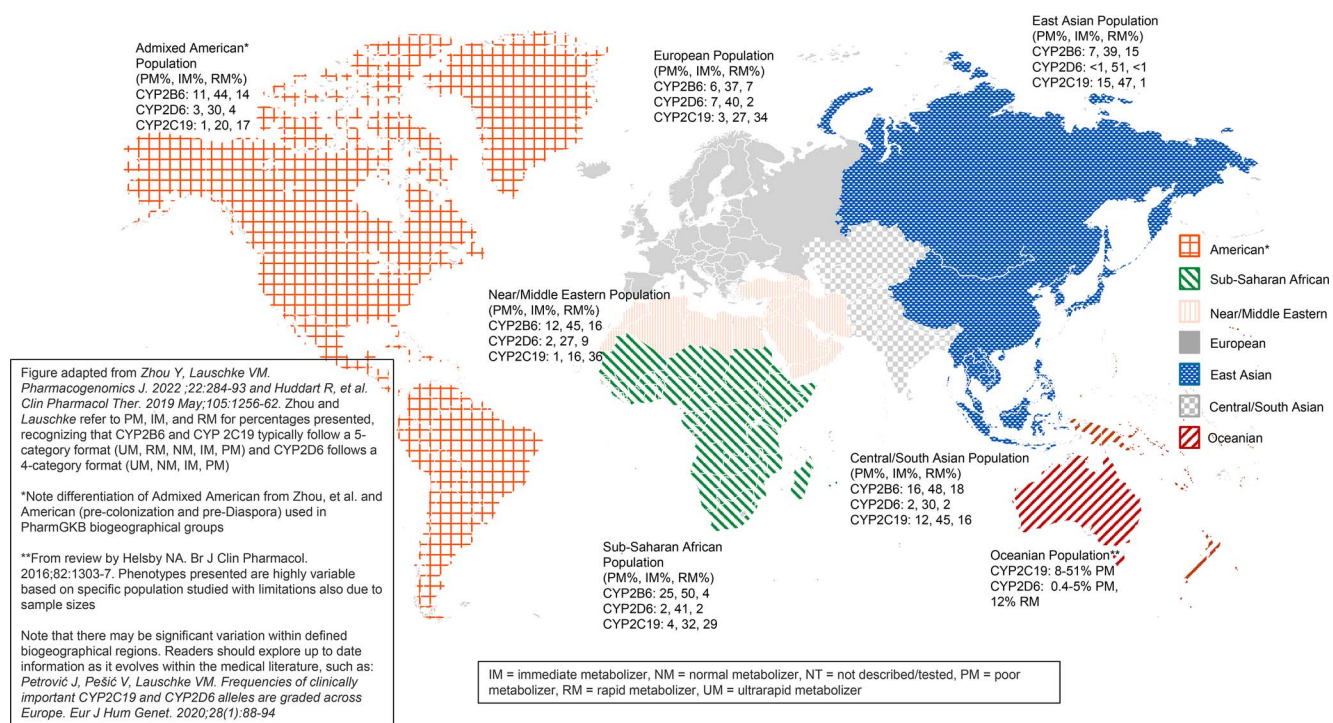 Admixed American*
Population
(PM%, IM%, RM%)
CYP2B6: 11, 44, 14
CYP2D6: 3, 30, 4
CYP2C19: 1, 20, 17
European Population
(PM%, IM%, RM%)
CYP2B6: 6, 37, 7
CYP2D6: 7, 40, 2
CYP2C19: 3, 27, 34
East Asian Population
(PM%, IM%, RM%)
CYP2B6: 7, 39, 15
CYP2D6: <1, 51, <1
CYP2C19: 15, 47, 1
American*
Sub-Saharan African
Near/Middle Eastern
European
East Asian
Central/South Asian
Oceanian
Near/Middle Eastern Population
(PM%, IM%, RM%)
CYP2B6: 12, 45, 16
CYP2D6: 2, 27, 9
CYP2C19: 1, 16, 36
Figure adapted from Zhou Y, Lauschke VM.
Pharmacogenomics J. 2022 ;22:284-93 and Huddart R, et al.
Clin Pharmacol Ther. 2019 May;105:1256-62. Zhou and
Lauschke refer to PM, IM, and RM for percentages presented,
recognizing that CYP2B6 and CYP 2C19 typically follow a 5-
category format (UM, RM, NM, IM, PM) and CYP2D6 follows a
4-category format (UM, NM, IM, PM)
*Note differentiation of Admixed American from Zhou, et al. and
American (pre-colonization and pre-Diaspora) used in
PharmGKB biogeographical groups
**From review by Helsby NA. Br J Clin Pharmacol.
2016;82:1303-7. Phenotypes presented are highly variable
based on specific population studied with limitations also due to
sample sizes
Note that there may be significant variation within defined
biogeographical regions. Readers should explore up to date
information as it evolves within the medical literature, such as:
Petrović J, Pešić V, Lauschke VM. Frequencies of clinically
important CYP2C19 and CYP2D6 alleles are graded across
Europe. Eur J Hum Genet. 2020;28(1):88-94
Central/South Asian Population
(PM%, IM%, RM%)
CYP2B6: 16, 48, 18
CYP2D6: 2, 30, 2
CYP2C19: 12, 45, 16
Sub-Saharan African
Population
(PM%, IM%, RM%)
CYP2B6: 25, 50, 4
CYP2D6: 2, 41, 2
CYP2C19: 4, 32, 29
Oceanian Population**
CYP2C19: 8-51% PM
CYP2D6: 0.4-5% PM,
12% RM
IM = immediate metabolizer, NM = normal metabolizer, NT = not described/tested, PM = poor
metabolizer, RM = rapid metabolizer, UM = ultrarapid metabolizer